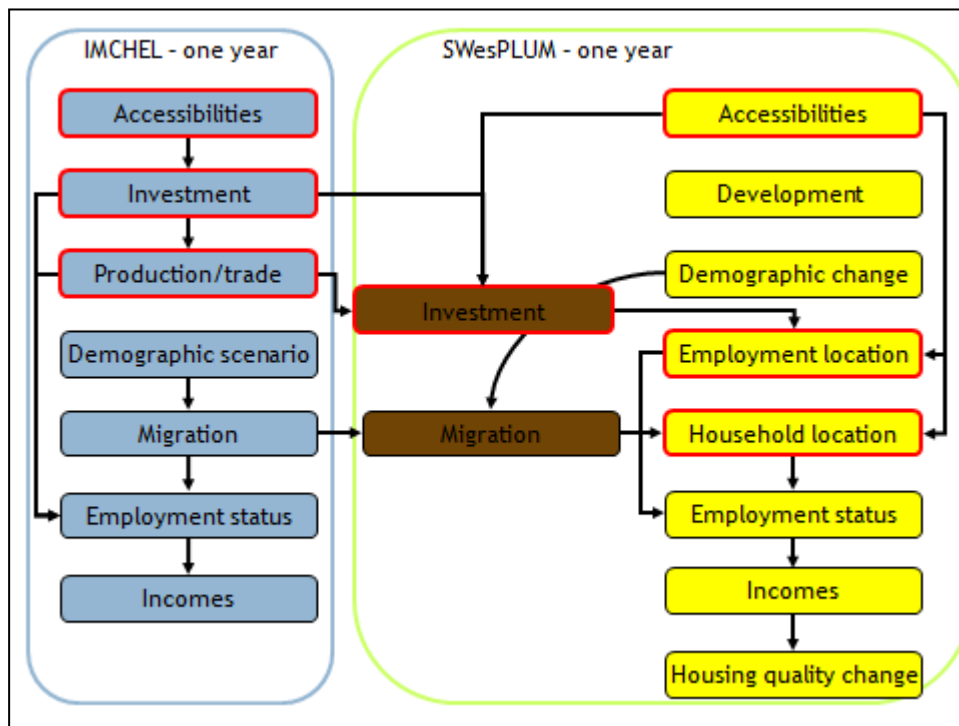 IMCHEL - one year
Accessibilities
Investment
Production/trade
Demographic scenario
Migration
Employment status
Incomes
SWesPLUM - one year
Investment
Migration
Accessibilities
Development
Demographic change
Employment location
Household location
Employment status
Incomes
Housing quality change